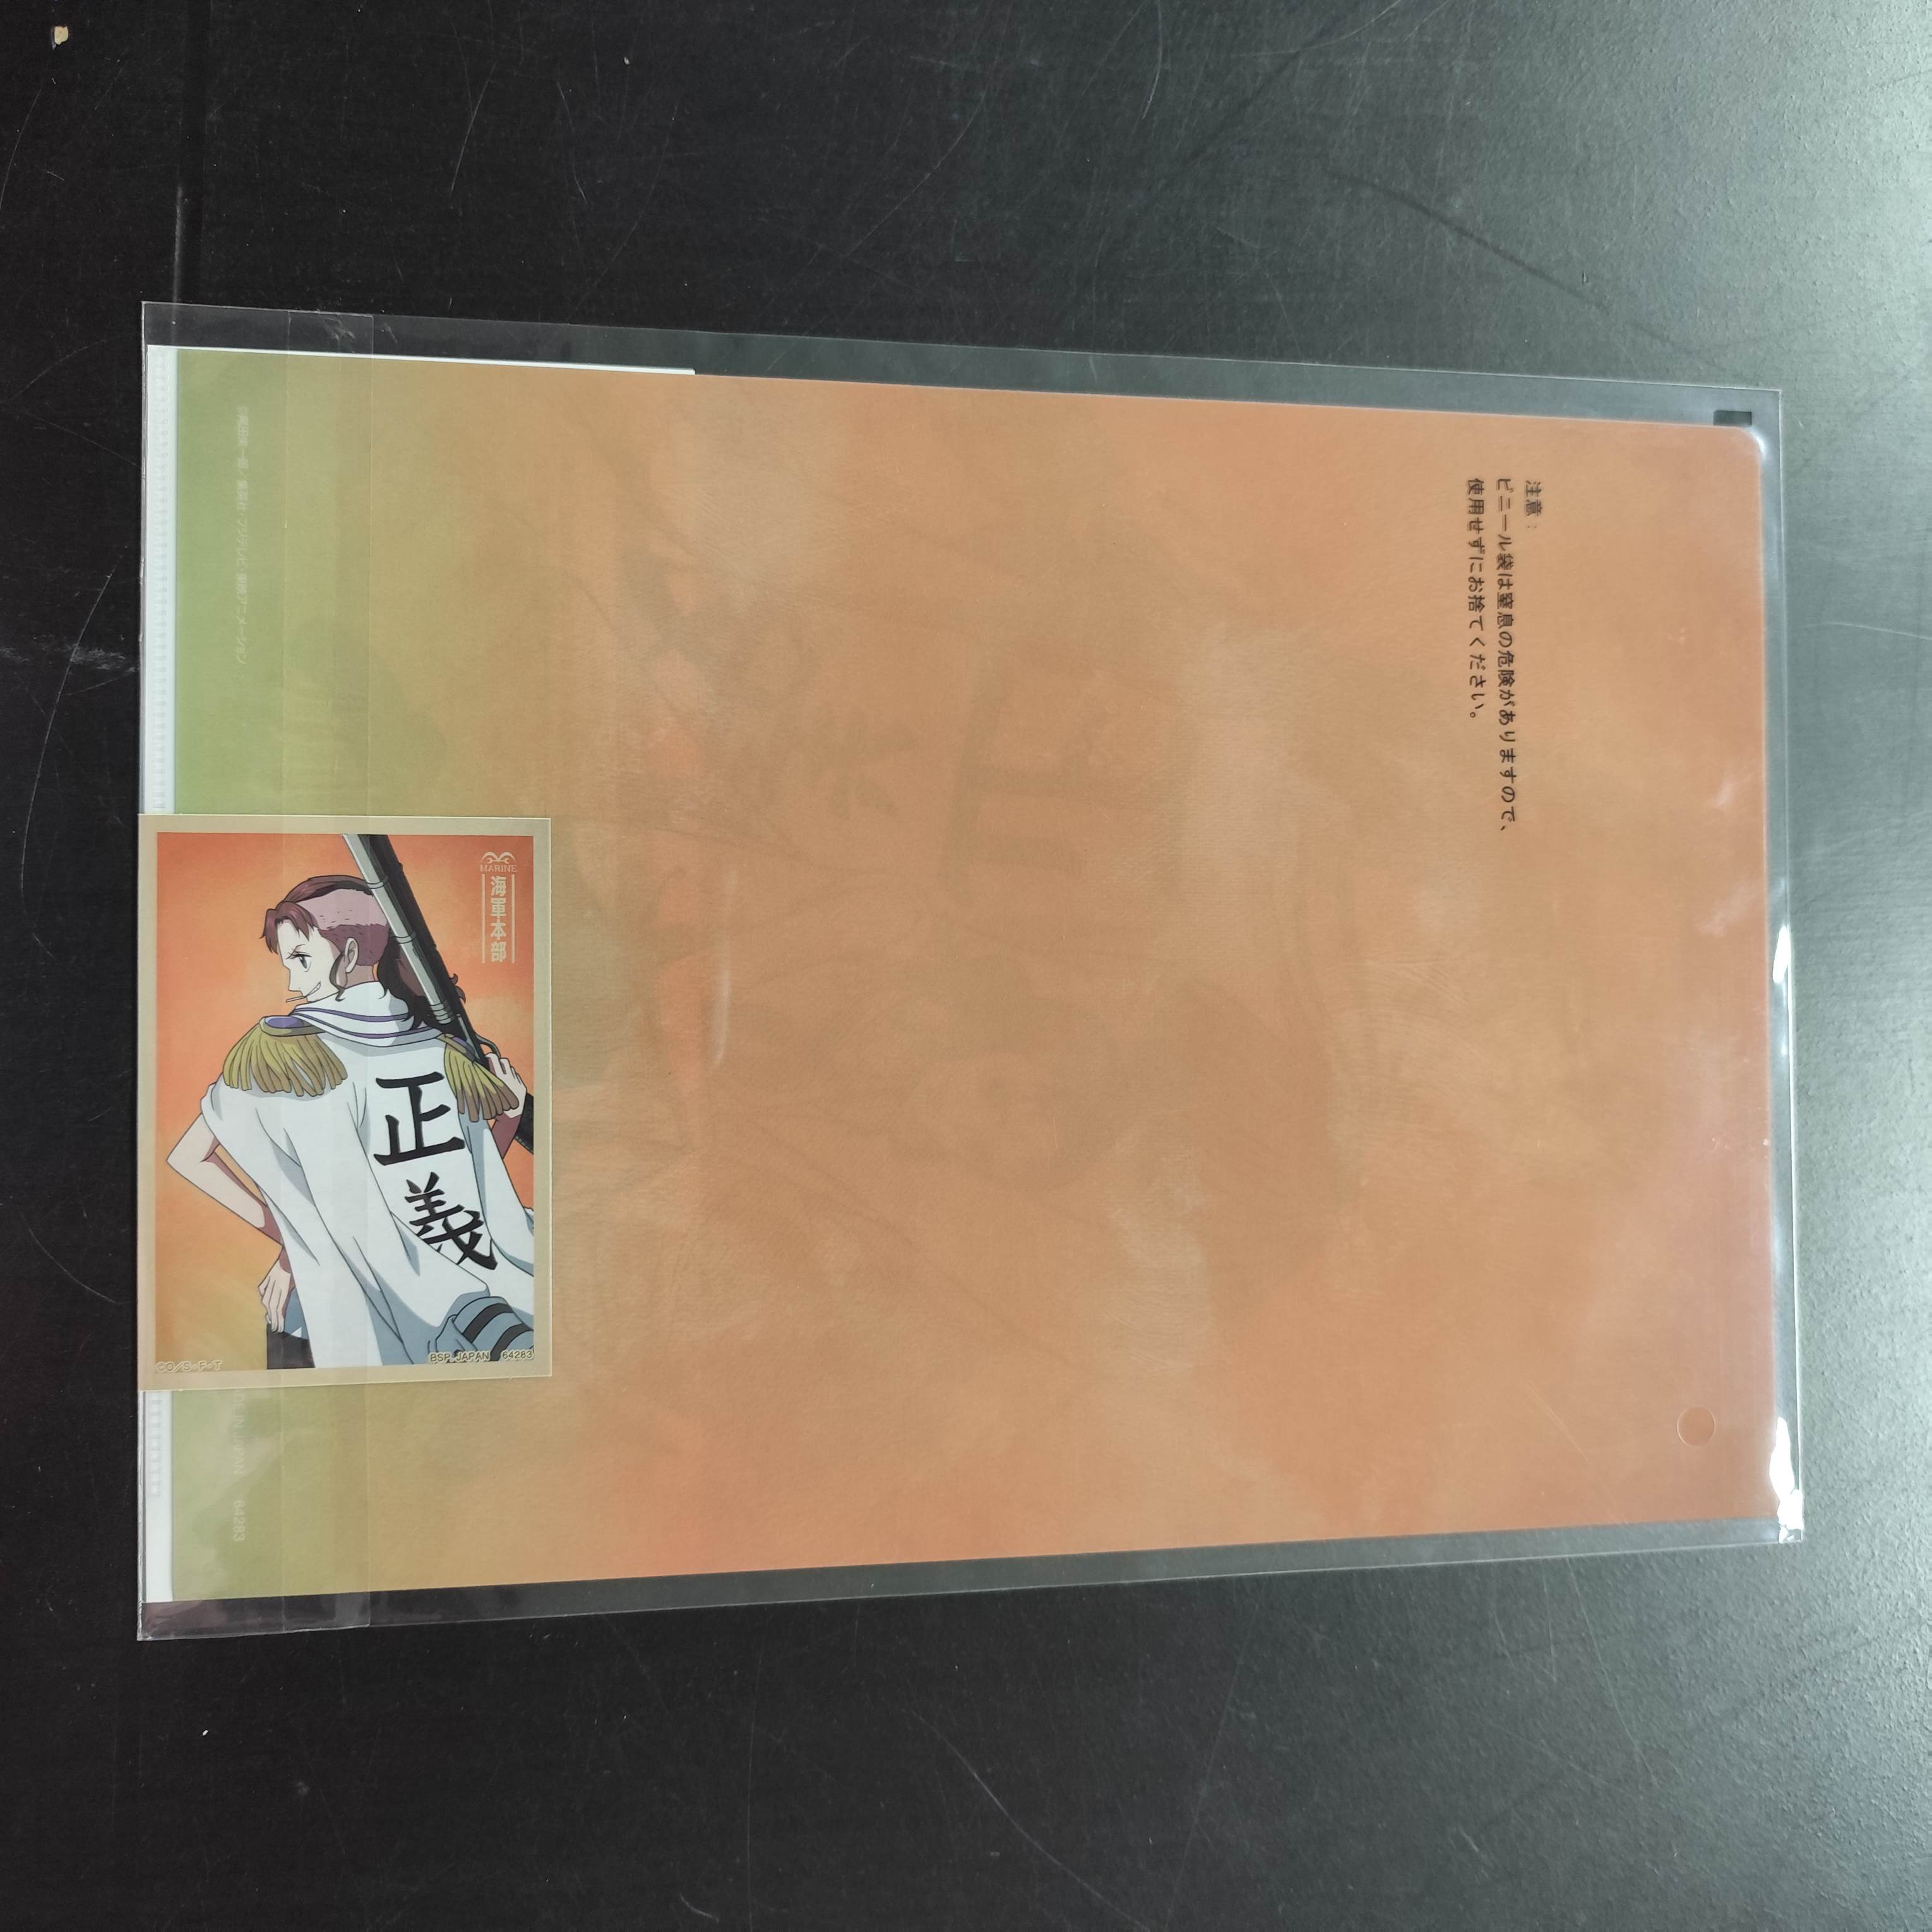 注意：
ビニール袋は窒息の危険がありますので、
使用せずにお捨てください。
MARINE
海軍本部
正義
BSP JAPAN 64283
©O/S・F・T
64283